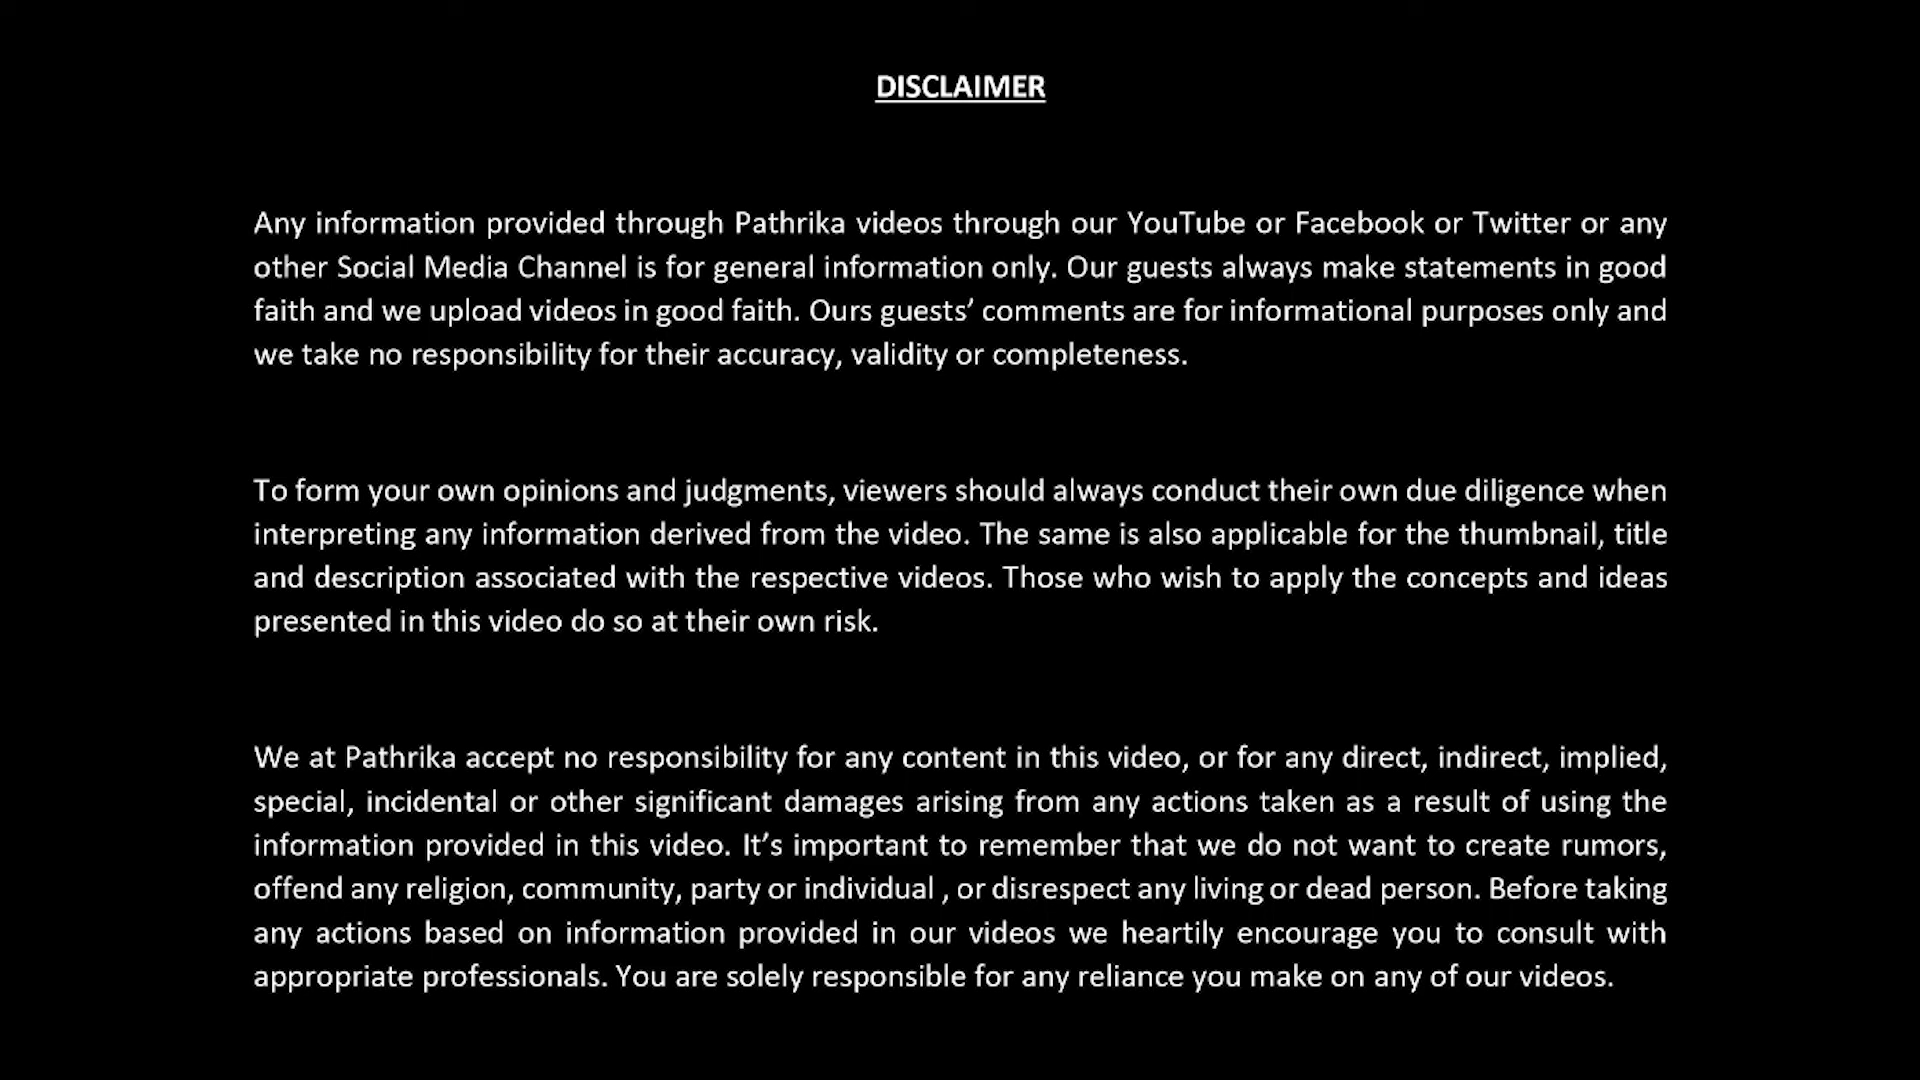 DISCLAIMER
Any information provided through Pathrika videos through our YouTube or Facebook or Twitter or any
other Social Media Channel is for general information only. Our guests always make statements in good
faith and we upload videos in good faith. Ours guests’ comments are for informational purposes only and
we take no responsibility for their accuracy, validity or completeness.
To form your own opinions and judgments, viewers should always conduct their own due diligence when
interpreting any information derived from the video. The same is also applicable for the thumbnail, title
and description associated with the respective videos. Those who wish to apply the concepts and ideas
presented in this video do so at their own risk.
We at Pathrika accept no responsibility for any content in this video, or for any direct, indirect, implied,
special, incidental or other significant damages arising from any actions taken as a result of using the
information provided in this video. It’s important to remember that we do not want to create rumors,
offend any religion, community, party or individual , or disrespect any living or dead person. Before taking
any actions based on information provided in our videos we heartily encourage you to consult with
appropriate professionals. You are solely responsible for any reliance you make on any of our videos.